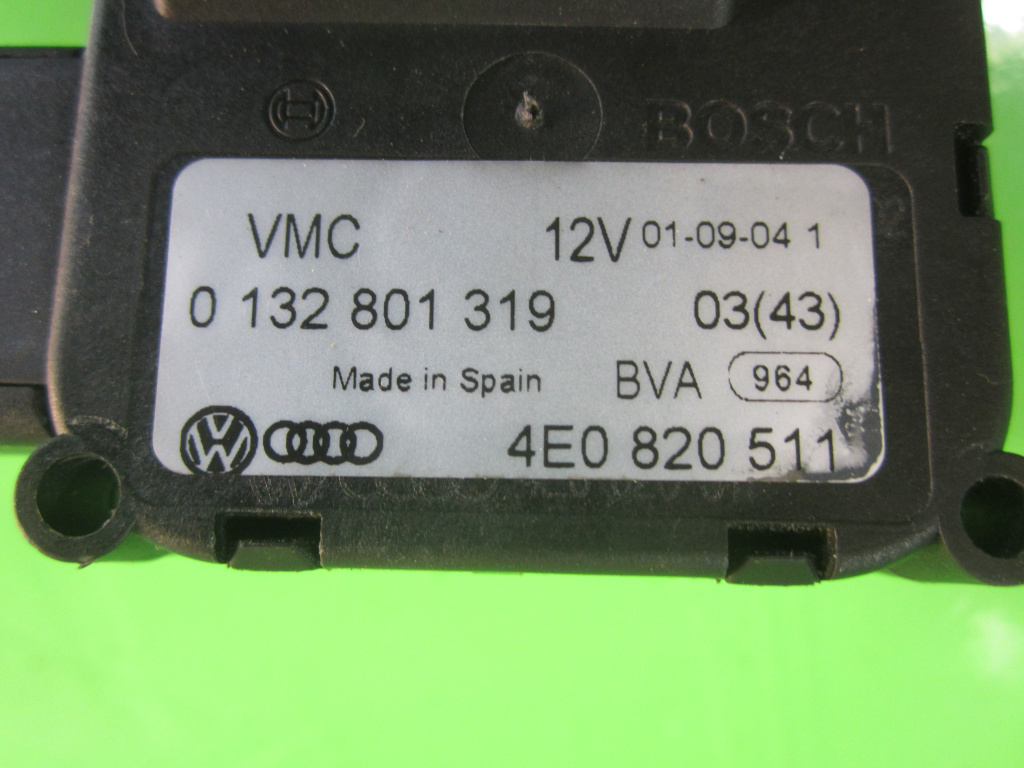 BOSCH
VMC 12V 01-09-04 1
0 132 801 319 03(43)
Made in Spain BVA 964
4E0 820 511